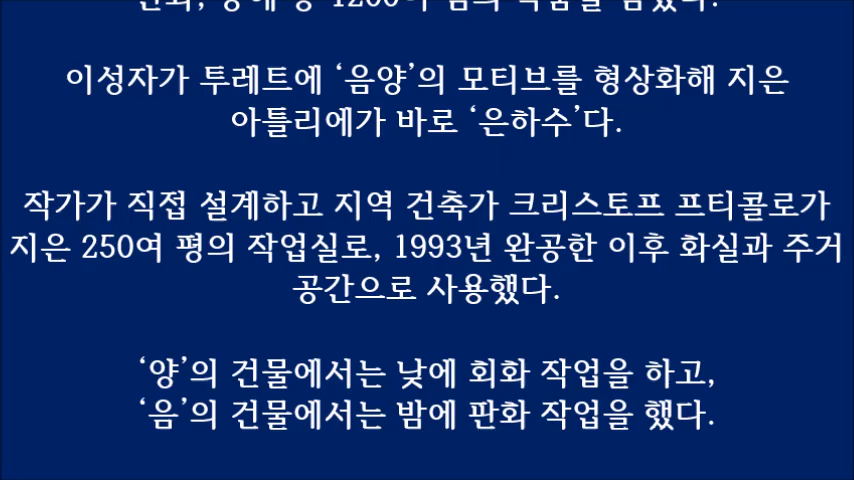 이성자가 투레트에 ‘음양’의 모티브를 형상화해 지은
아틀리에가 바로 ‘은하수’다.
작가가 직접 설계하고 지역 건축가 크리스토프 프티콜로가
지은 250여 평의 작업실로, 1993년 완공한 이후 화실과 주거
공간으로 사용했다.
‘양’의 건물에서는 낮에 회화 작업을 하고,
‘음’의 건물에서는 밤에 판화 작업을 했다.